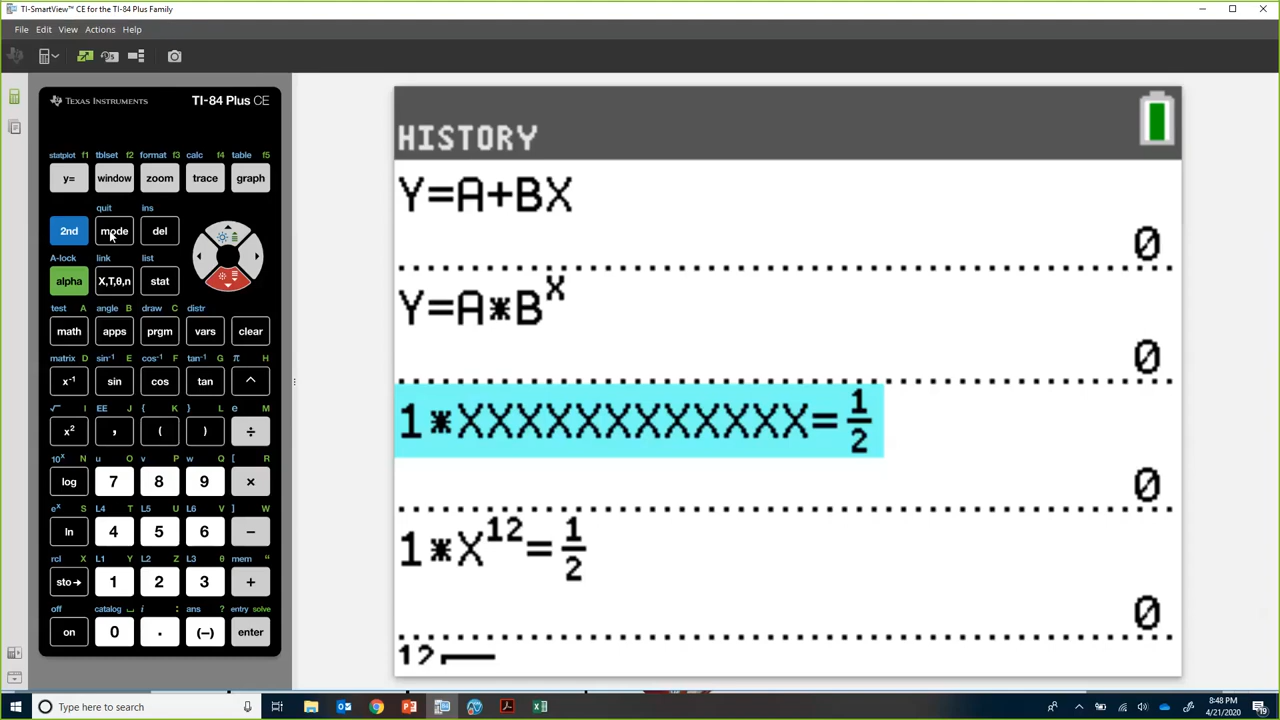 TI-SmartView™ CE for the TI-84 Plus Family
File Edit View Actions Help
TEXAS INSTRUMENTS TI-84 Plus CE
statplot f1 tblset f2 format f3 calc f4 table f5
y= window zoom trace graph
quit ins
2nd mode del
A-lock link list
alpha X,T,θ,n stat
test A angle B draw C distr
math apps prgm vars clear
matrix D sin⁻¹ E cos⁻¹ F tan⁻¹ G π H
x⁻¹ sin cos tan ^
√ I EE J { K } L e M
x² , ( ) ÷
10ˣ N u O v P w Q [ R
log 7 8 9 ×
eˣ S L4 T L5 U L6 V ] W
ln 4 5 6 −
rcl X L1 Y L2 Z L3 θ mem "
sto→ 1 2 3 +
off catalog ⎵ i : ans ? entry solve
on 0 . (−) enter
HISTORY
Y=A+BX
0
Y=A*B^X
0
1*XXXXXXXXXXXX=1/2
0
1*X^12=1/2
0
12
Type here to search
8:48 PM
4/21/2020
19